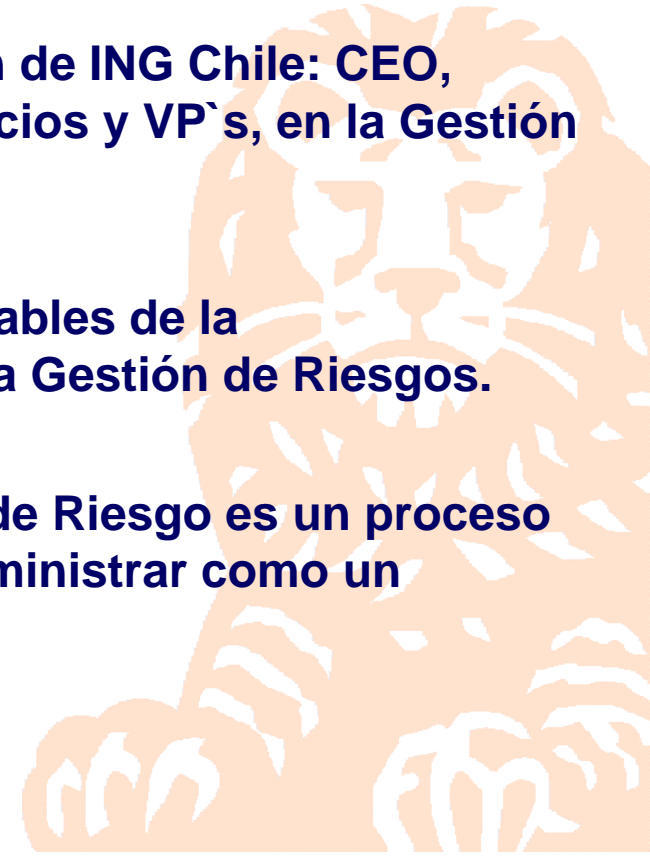 n de ING Chile: CEO,
cios y VP`s, en la Gestión
ables de la
a Gestión de Riesgos.
de Riesgo es un proceso
ministrar como un